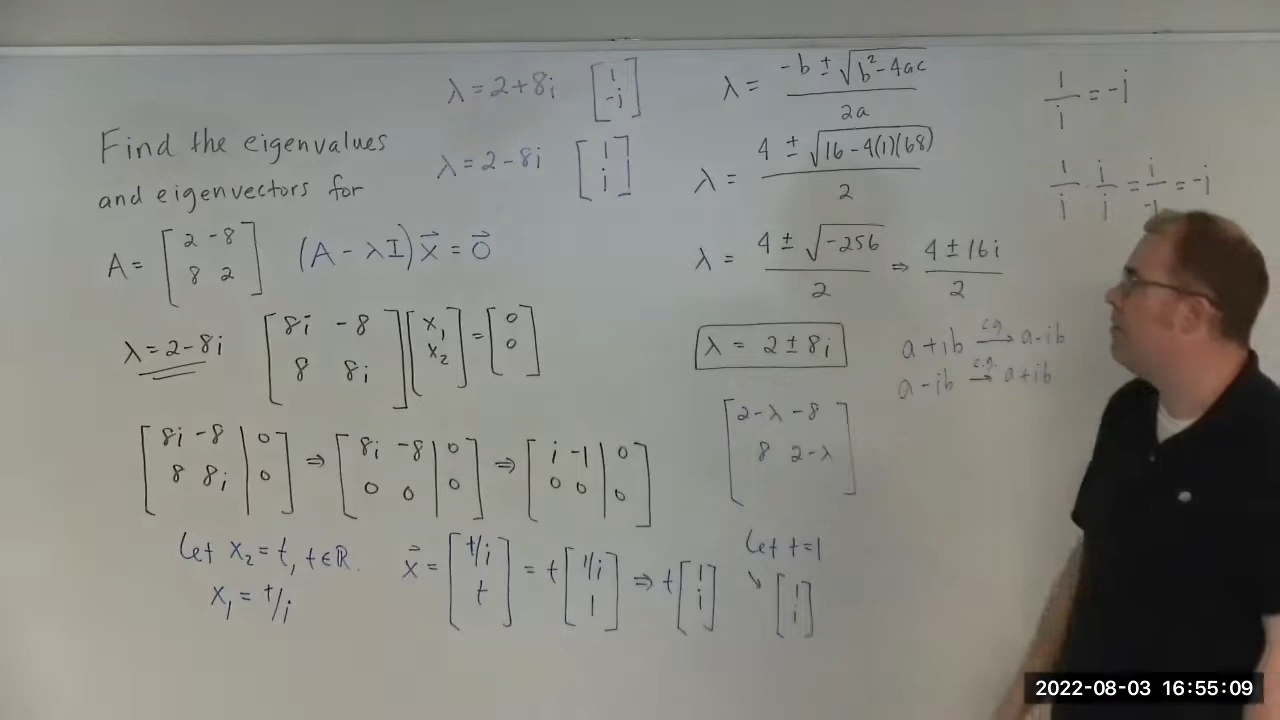 λ = 2+8i [1 -i]
Find the eigenvalues
λ = 2-8i [1 i]
and eigenvectors for
A = [2 -8 8 2] (A - λI) x⃗ = 0⃗
λ = 2-8i [8i -8 8 8i] [x₁ x₂] = [0 0]
[8i -8 | 0 8 8i | 0] ⇒ [8i -8 | 0 0 0 | 0] ⇒ [i -1 | 0 0 0 | 0]
Let x₂ = t, t∈ℝ.
x₁ = t/i
x⃗ = [t/i t] = t [1/i 1] ⇒ t [1 i]
λ = (-b ± √(b²-4ac)) / 2a
λ = (4 ± √(16-4(1)(68))) / 2
λ = (4 ± √-256) / 2 ⇒ (4 ± 16i) / 2
λ = 2 ± 8i
[2-λ -8 8 2-λ]
Let t=1
↘ [1 i]
1/i = -i
1/i · i/i = i/-1 = -i
a+ib c.g.→ a-ib
a-ib c.g.→ a+ib
2022-08-03 16:55:09